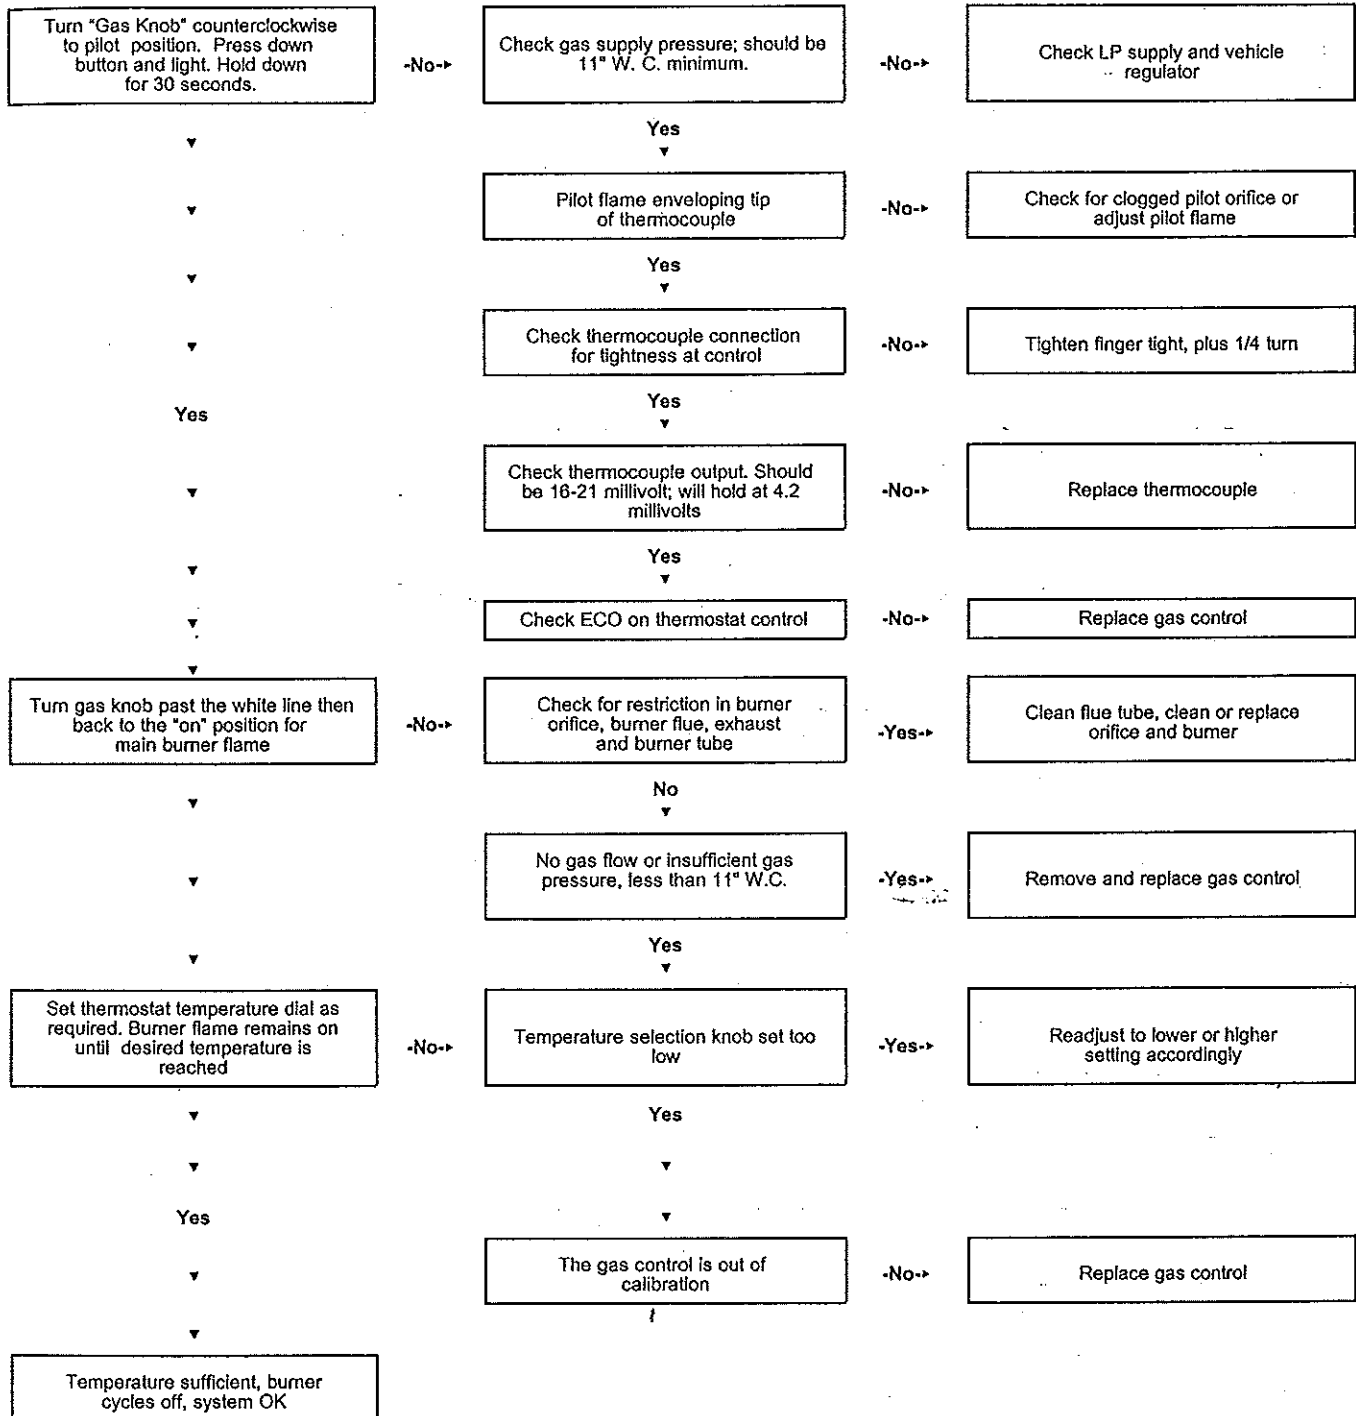 Turn "Gas Knob" counterclockwise
to pilot position. Press down
button and light. Hold down
for 30 seconds.
-No-
Check gas supply pressure; should be
11" W. C. minimum.
-No-
Check LP supply and vehicle
regulator
Yes
Pilot flame enveloping tip
of thermocouple
-No-
Check for clogged pilot orifice or
adjust pilot flame
Yes
Check thermocouple connection
for tightness at control
-No-
Tighten finger tight, plus 1/4 turn
Yes
Yes
Check thermocouple output. Should
be 16-21 millivolt; will hold at 4.2
millivolts
-No-
Replace thermocouple
Yes
Check ECO on thermostat control
-No-
Replace gas control
Turn gas knob past the white line then
back to the "on" position for
main burner flame
-No-
Check for restriction in burner
orifice, burner flue, exhaust
and burner tube
-Yes-
Clean flue tube, clean or replace
orifice and burner
No
No gas flow or insufficient gas
pressure, less than 11" W.C.
-Yes-
Remove and replace gas control
Yes
Set thermostat temperature dial as
required. Burner flame remains on
until desired temperature is
reached
-No-
Temperature selection knob set too
low
-Yes-
Readjust to lower or higher
setting accordingly
Yes
Yes
The gas control is out of
calibration
-No-
Replace gas control
Temperature sufficient, burner
cycles off, system OK